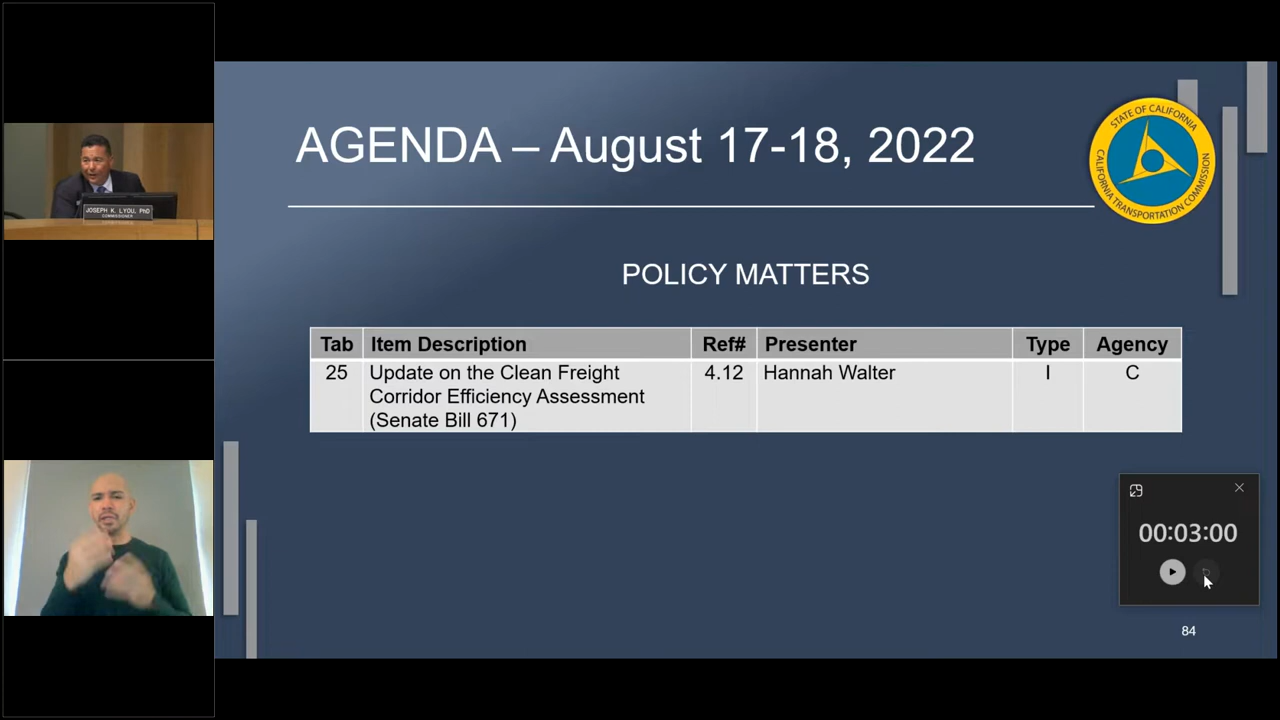 AGENDA – August 17-18, 2022
STATE OF CALIFORNIA
CALIFORNIA TRANSPORTATION COMMISSION
POLICY MATTERS
Tab Item Description Ref# Presenter Type Agency
25 Update on the Clean Freight 4.12 Hannah Walter I C
Corridor Efficiency Assessment
(Senate Bill 671)
JOSEPH K. LYOU, PhD
COMMISSIONER
00:03:00
84